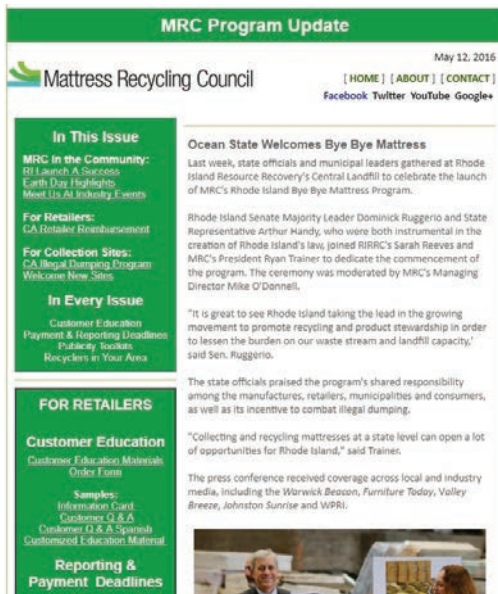 MRC Program Update
May 12, 2016
Mattress Recycling Council
[ HOME ] [ ABOUT ] [ CONTACT ]
Facebook Twitter YouTube Google+
In This Issue
MRC In the Community:
RI Launch A Success
Earth Day Highlights
Meet Us At Industry Events
For Retailers:
CA Retailer Reimbursement
For Collection Sites:
CA Illegal Dumping Program
Welcome New Sites
In Every Issue
Customer Education
Payment & Reporting Deadlines
Publicity Toolkits
Recyclers in Your Area
FOR RETAILERS
Customer Education
Customer Education Materials
Order Form
Samples:
Information Card
Customer Q & A
Customer Q & A Spanish
Customized Education Material
Reporting &
Payment Deadlines
Ocean State Welcomes Bye Bye Mattress
Last week, state officials and municipal leaders gathered at Rhode
Island Resource Recovery's Central Landfill to celebrate the launch
of MRC's Rhode Island Bye Bye Mattress Program.
Rhode Island Senate Majority Leader Dominick Ruggerio and State
Representative Arthur Handy, who were both instrumental in the
creation of Rhode Island's law, joined RIRRC's Sarah Reeves and
MRC's President Ryan Trainer to dedicate the commencement of
the program. The ceremony was moderated by MRC's Managing
Director Mike O'Donnell.
"It is great to see Rhode Island taking the lead in the growing
movement to promote recycling and product stewardship in order
to lessen the burden on our waste stream and landfill capacity,'
said Sen. Ruggerio.
The state officials praised the program's shared responsibility
among the manufactures, retailers, municipalities and consumers,
as well as its incentive to combat illegal dumping.
"Collecting and recycling mattresses at a state level can open a lot
of opportunities for Rhode Island," said Trainer.
The press conference received coverage across local and industry
media, including the Warwick Beacon, Furniture Today, Valley
Breeze, Johnston Sunrise and WPRI.